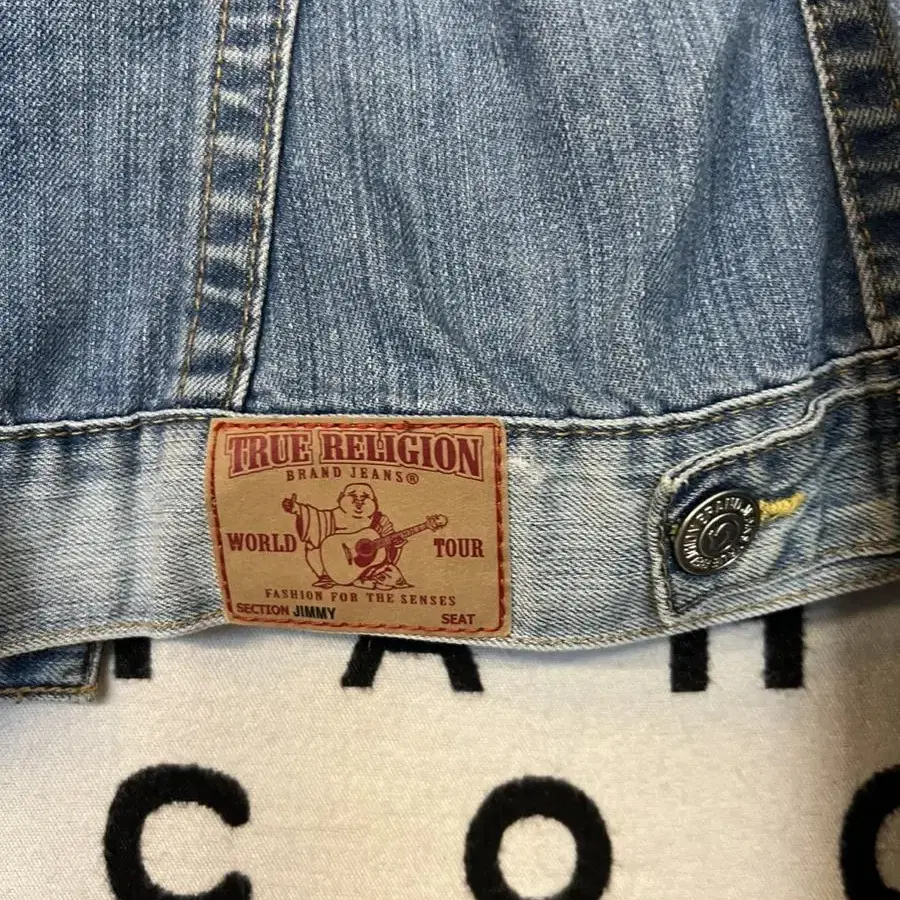 TRUE RELIGION
BRAND JEANS®
WORLD TOUR
FASHION FOR THE SENSES
SECTION JIMMY SEAT
C O